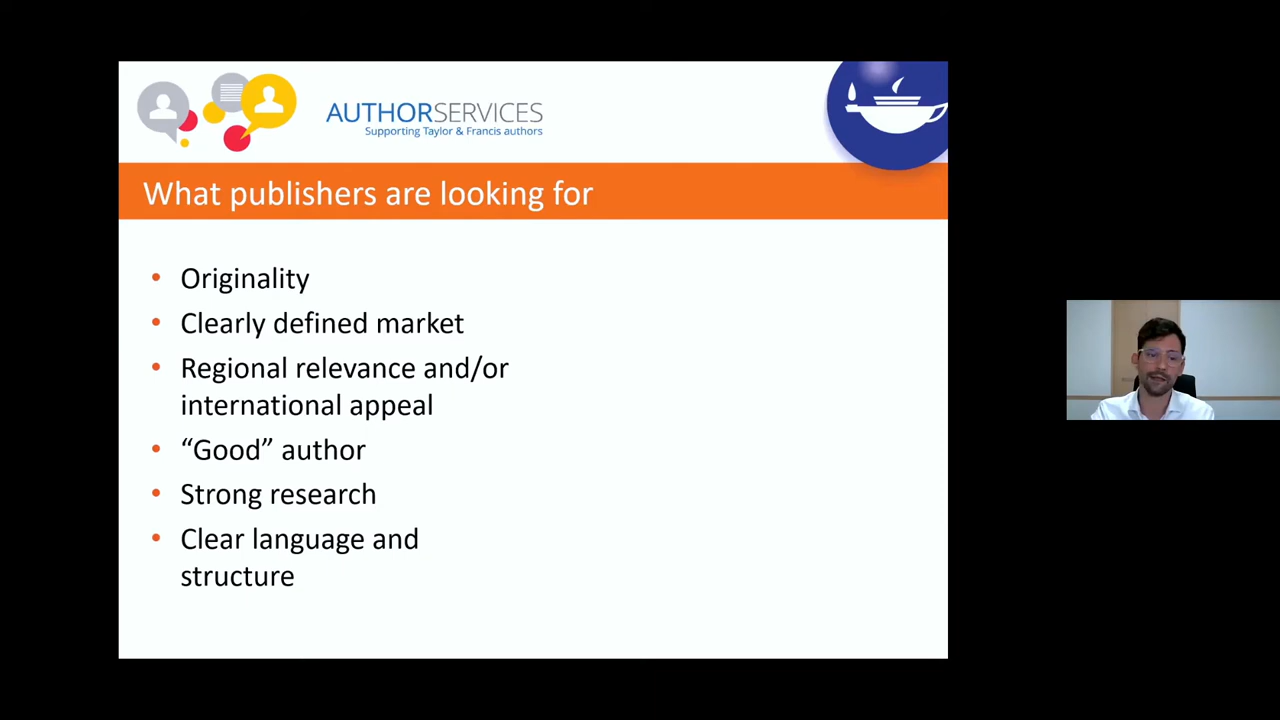 AUTHORSERVICES
Supporting Taylor & Francis authors
What publishers are looking for
• Originality
• Clearly defined market
• Regional relevance and/or
international appeal
• “Good” author
• Strong research
• Clear language and
structure